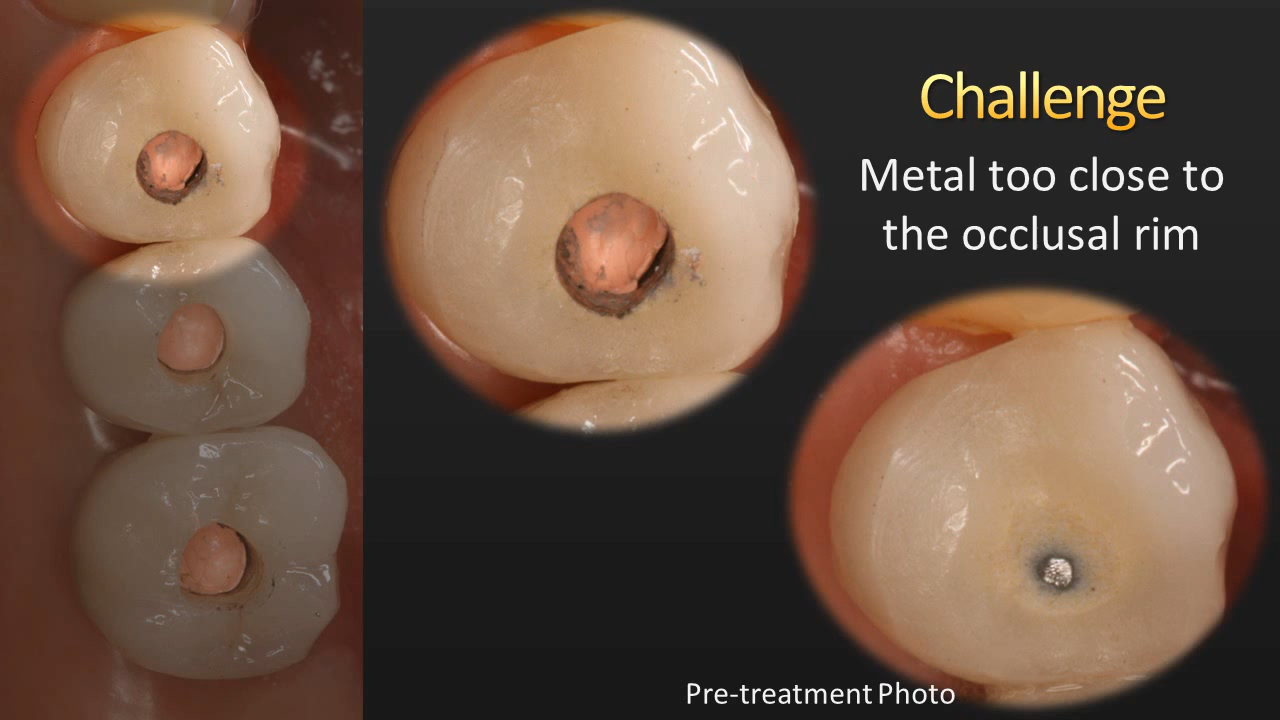 Challenge
Metal too close to
the occlusal rim
Pre-treatment Photo